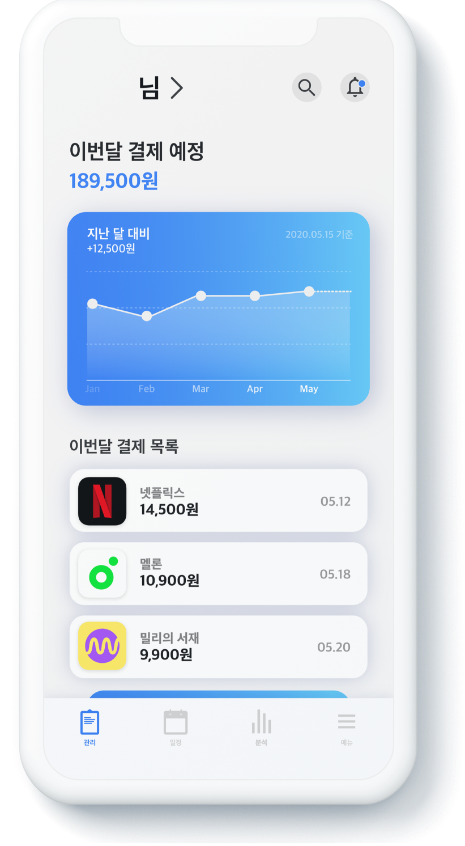 님
이번달 결제 예정
189,500원
지난 달 대비
2020.05.15 기준
+12,500원
Jan Feb Mar Apr May
이번달 결제 목록
넷플릭스
14,500원
05.12
멜론
10,900원
05.18
밀리의 서재
9,900원
05.20
관리 일정 분석 메뉴